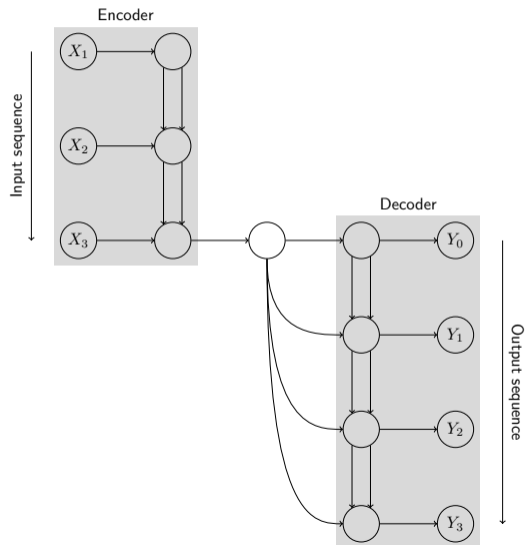 Encoder
Input sequence
X₁
X₂
X₃
Decoder
Y₀
Y₁
Y₂
Y₃
Output sequence